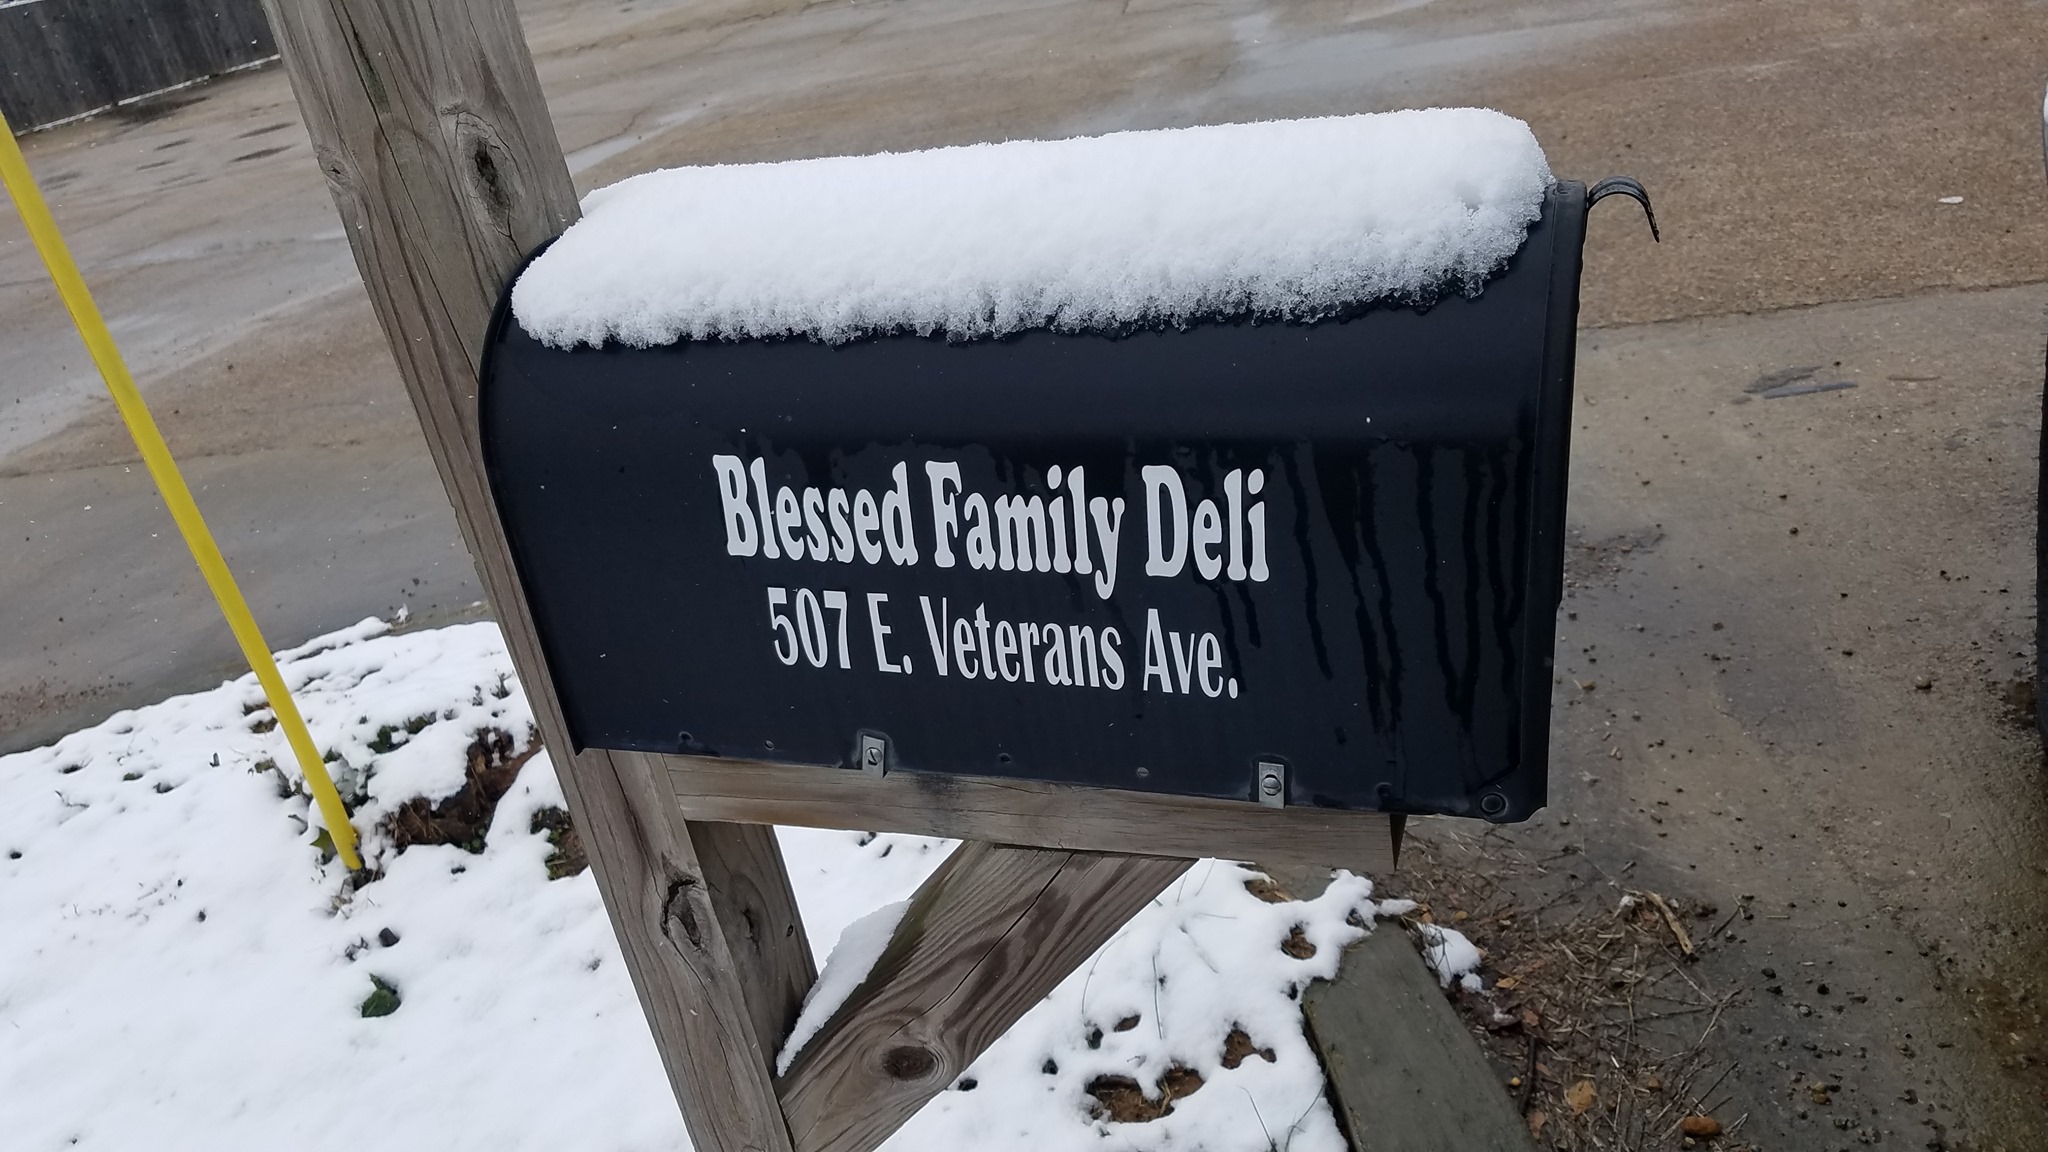 Blessed Family Deli
507 E. Veterans Ave.